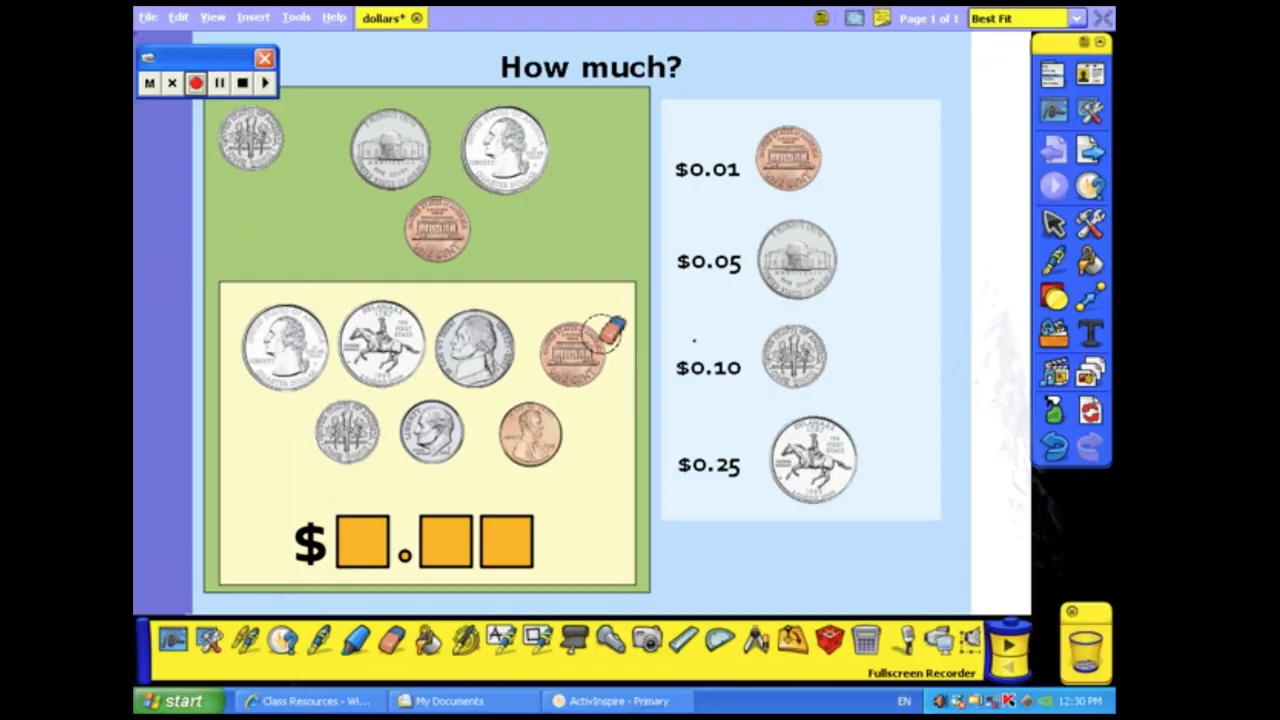 File Edit View Insert Tools Help dollars* Page 1 of 1 Best Fit
M
How much?
$0.01
$0.05
$0.10
$0.25
$ .
Fullscreen Recorder
start Class Resources - Wi... My Documents ActivInspire - Primary EN 12:30 PM